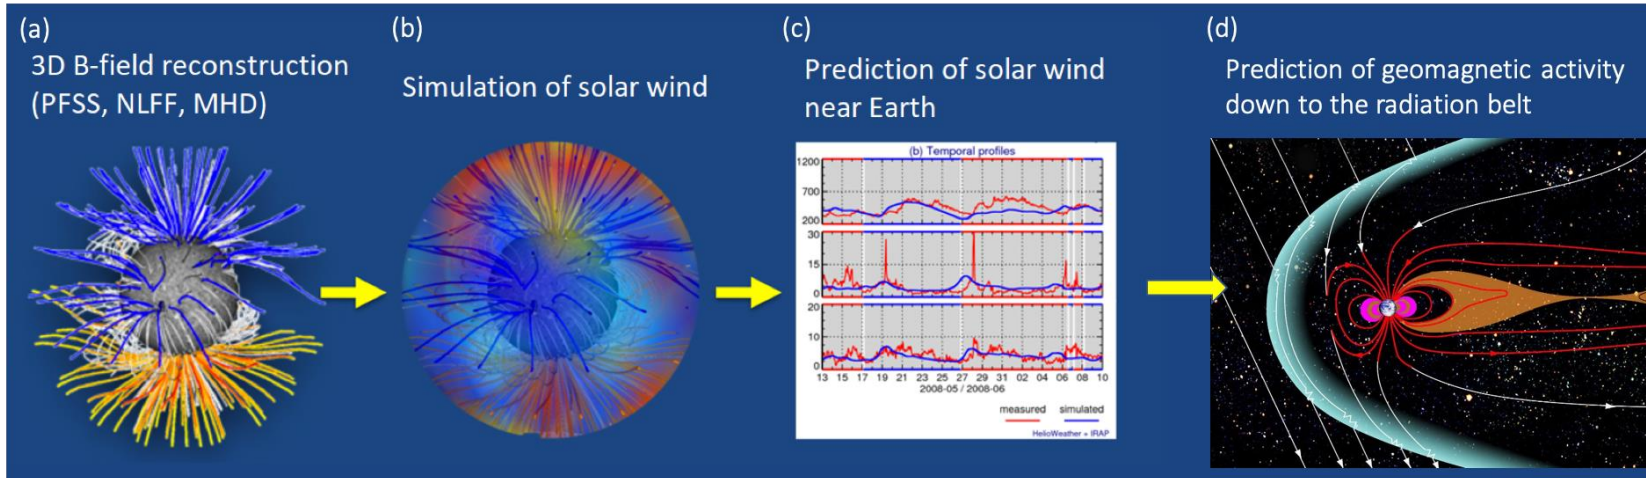 (a)
3D B-field reconstruction
(PFSS, NLFF, MHD)
(b)
Simulation of solar wind
(c)
Prediction of solar wind
near Earth
(b) Temporal profiles
1200
700
200
30
15
0
20
10
0
13 15 17 19 21 23 25 27 29 31 02 04 06 08 10
2008-05 / 2008-06
measured simulated
HelioWeather + IRAP
(d)
Prediction of geomagnetic activity
down to the radiation belt